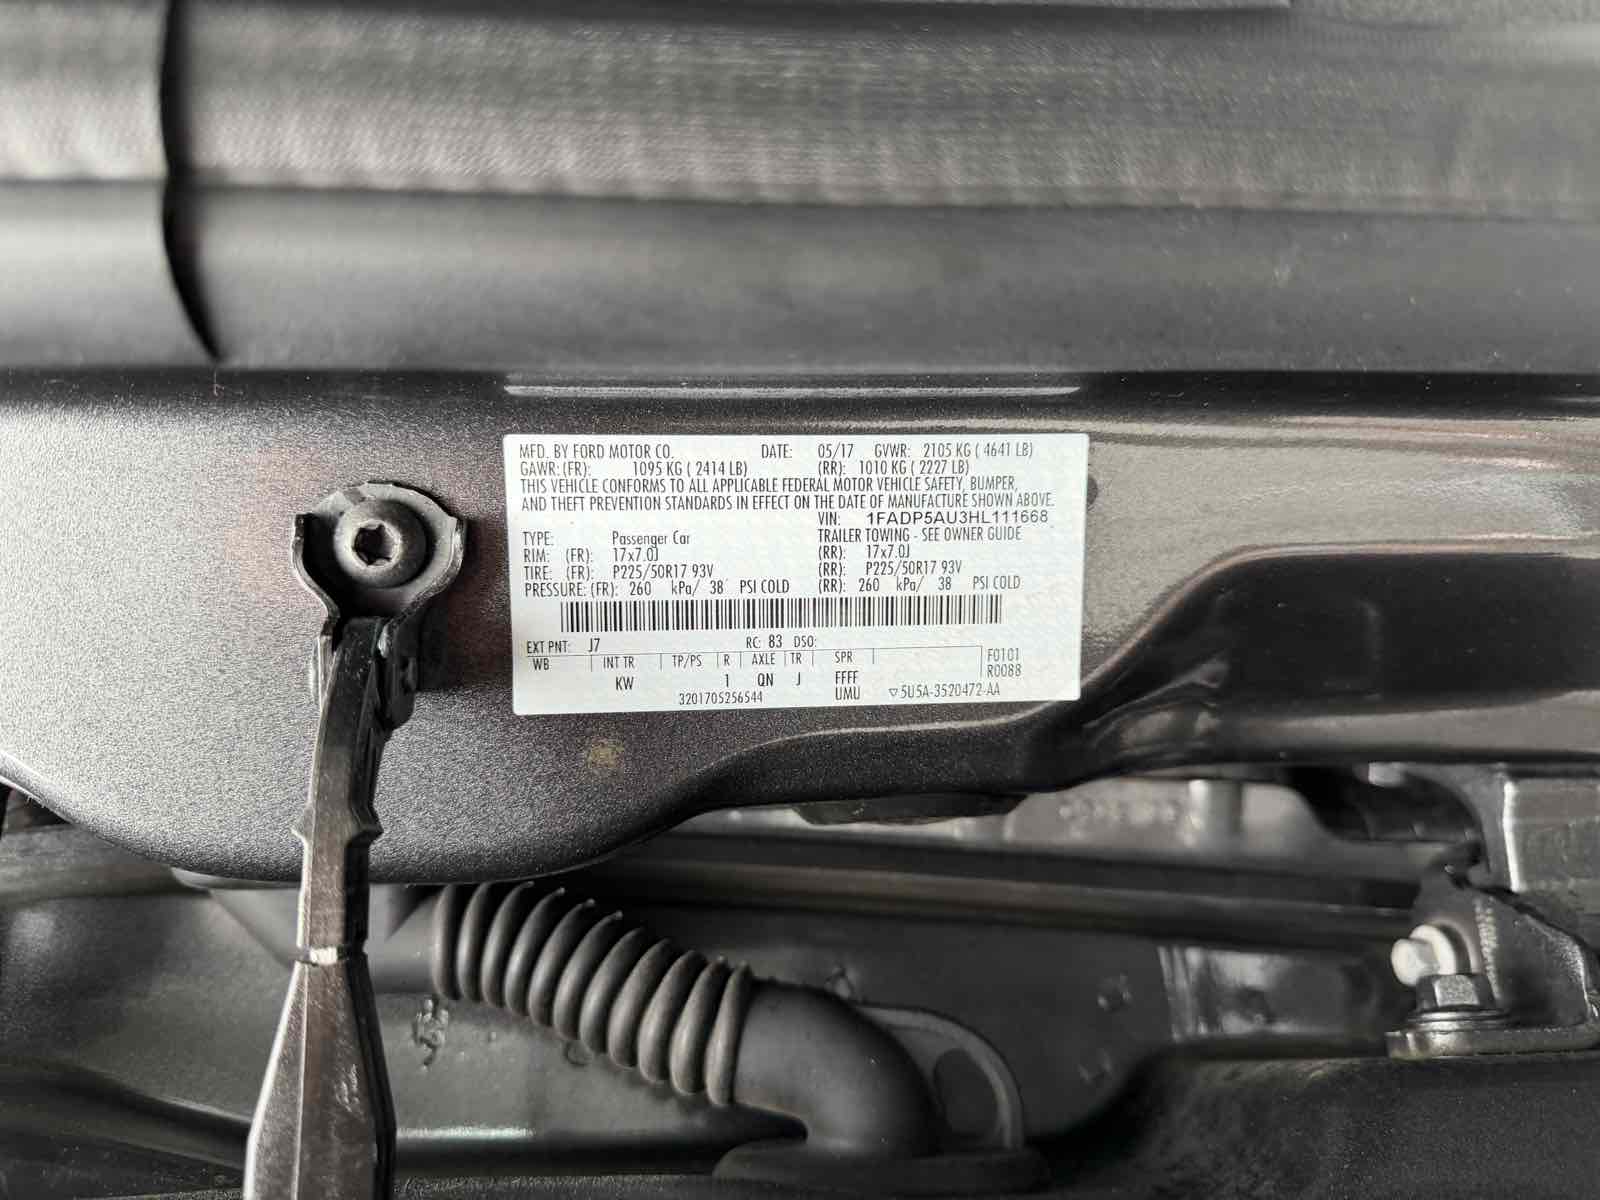 MFD. BY FORD MOTOR CO. DATE: 05/17 GVWR: 2105 KG ( 4641 LB)
GAWR: (FR): 1095 KG ( 2414 LB) (RR): 1010 KG ( 2227 LB)
THIS VEHICLE CONFORMS TO ALL APPLICABLE FEDERAL MOTOR VEHICLE SAFETY, BUMPER,
AND THEFT PREVENTION STANDARDS IN EFFECT ON THE DATE OF MANUFACTURE SHOWN ABOVE.
VIN: 1FADP5AU3HL111668
TYPE: Passenger Car TRAILER TOWING - SEE OWNER GUIDE
RIM: (FR): 17x7.0J (RR): 17x7.0J
TIRE: (FR): P225/50R17 93V (RR): P225/50R17 93V
PRESSURE: (FR): 260 kPa/ 38 PSI COLD (RR): 260 kPa/ 38 PSI COLD
EXT PNT: J7 RC: 83 DSO:
WB INT TR TP/PS R AXLE TR SPR F0101
R0088
KW 1 QN J FFFF
3201705256544 UMU ▽5U5A-3520472-AA